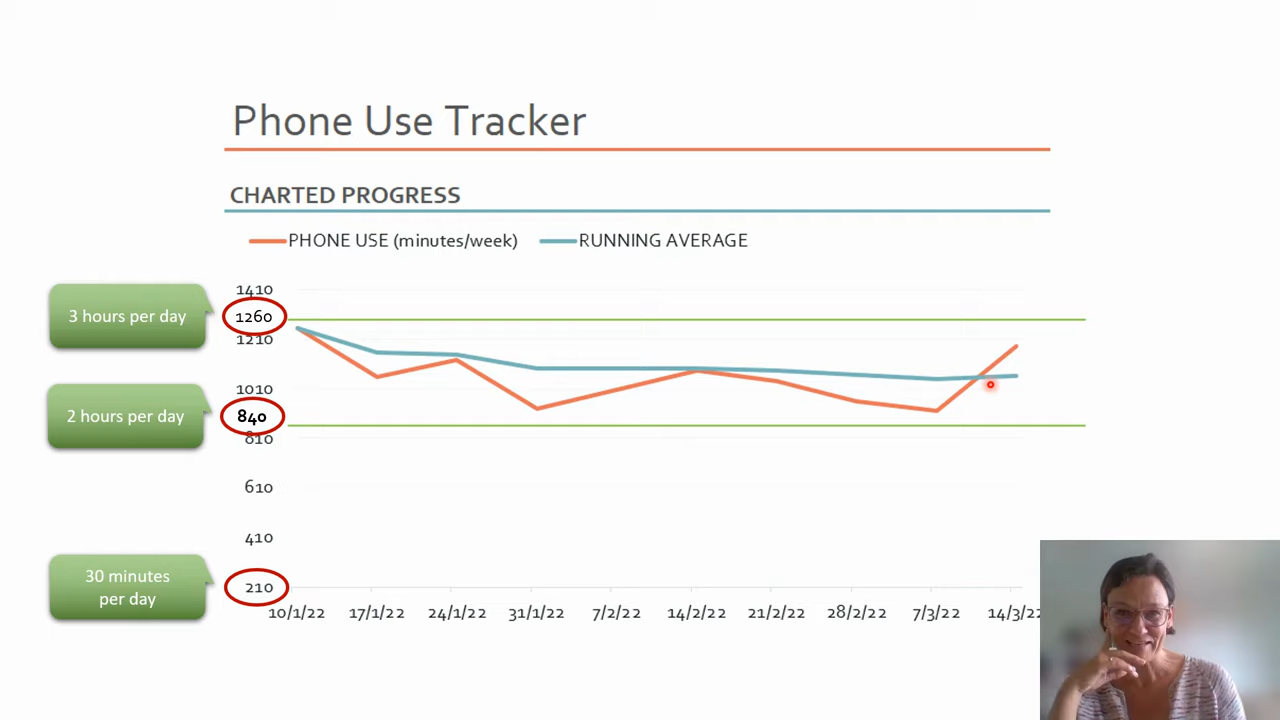 Phone Use Tracker
CHARTED PROGRESS
PHONE USE (minutes/week) RUNNING AVERAGE
1410
3 hours per day
1260
1210
1010
2 hours per day
840
810
610
410
30 minutes
per day
210
10/1/22 17/1/22 24/1/22 31/1/22 7/2/22 14/2/22 21/2/22 28/2/22 7/3/22 14/3/22